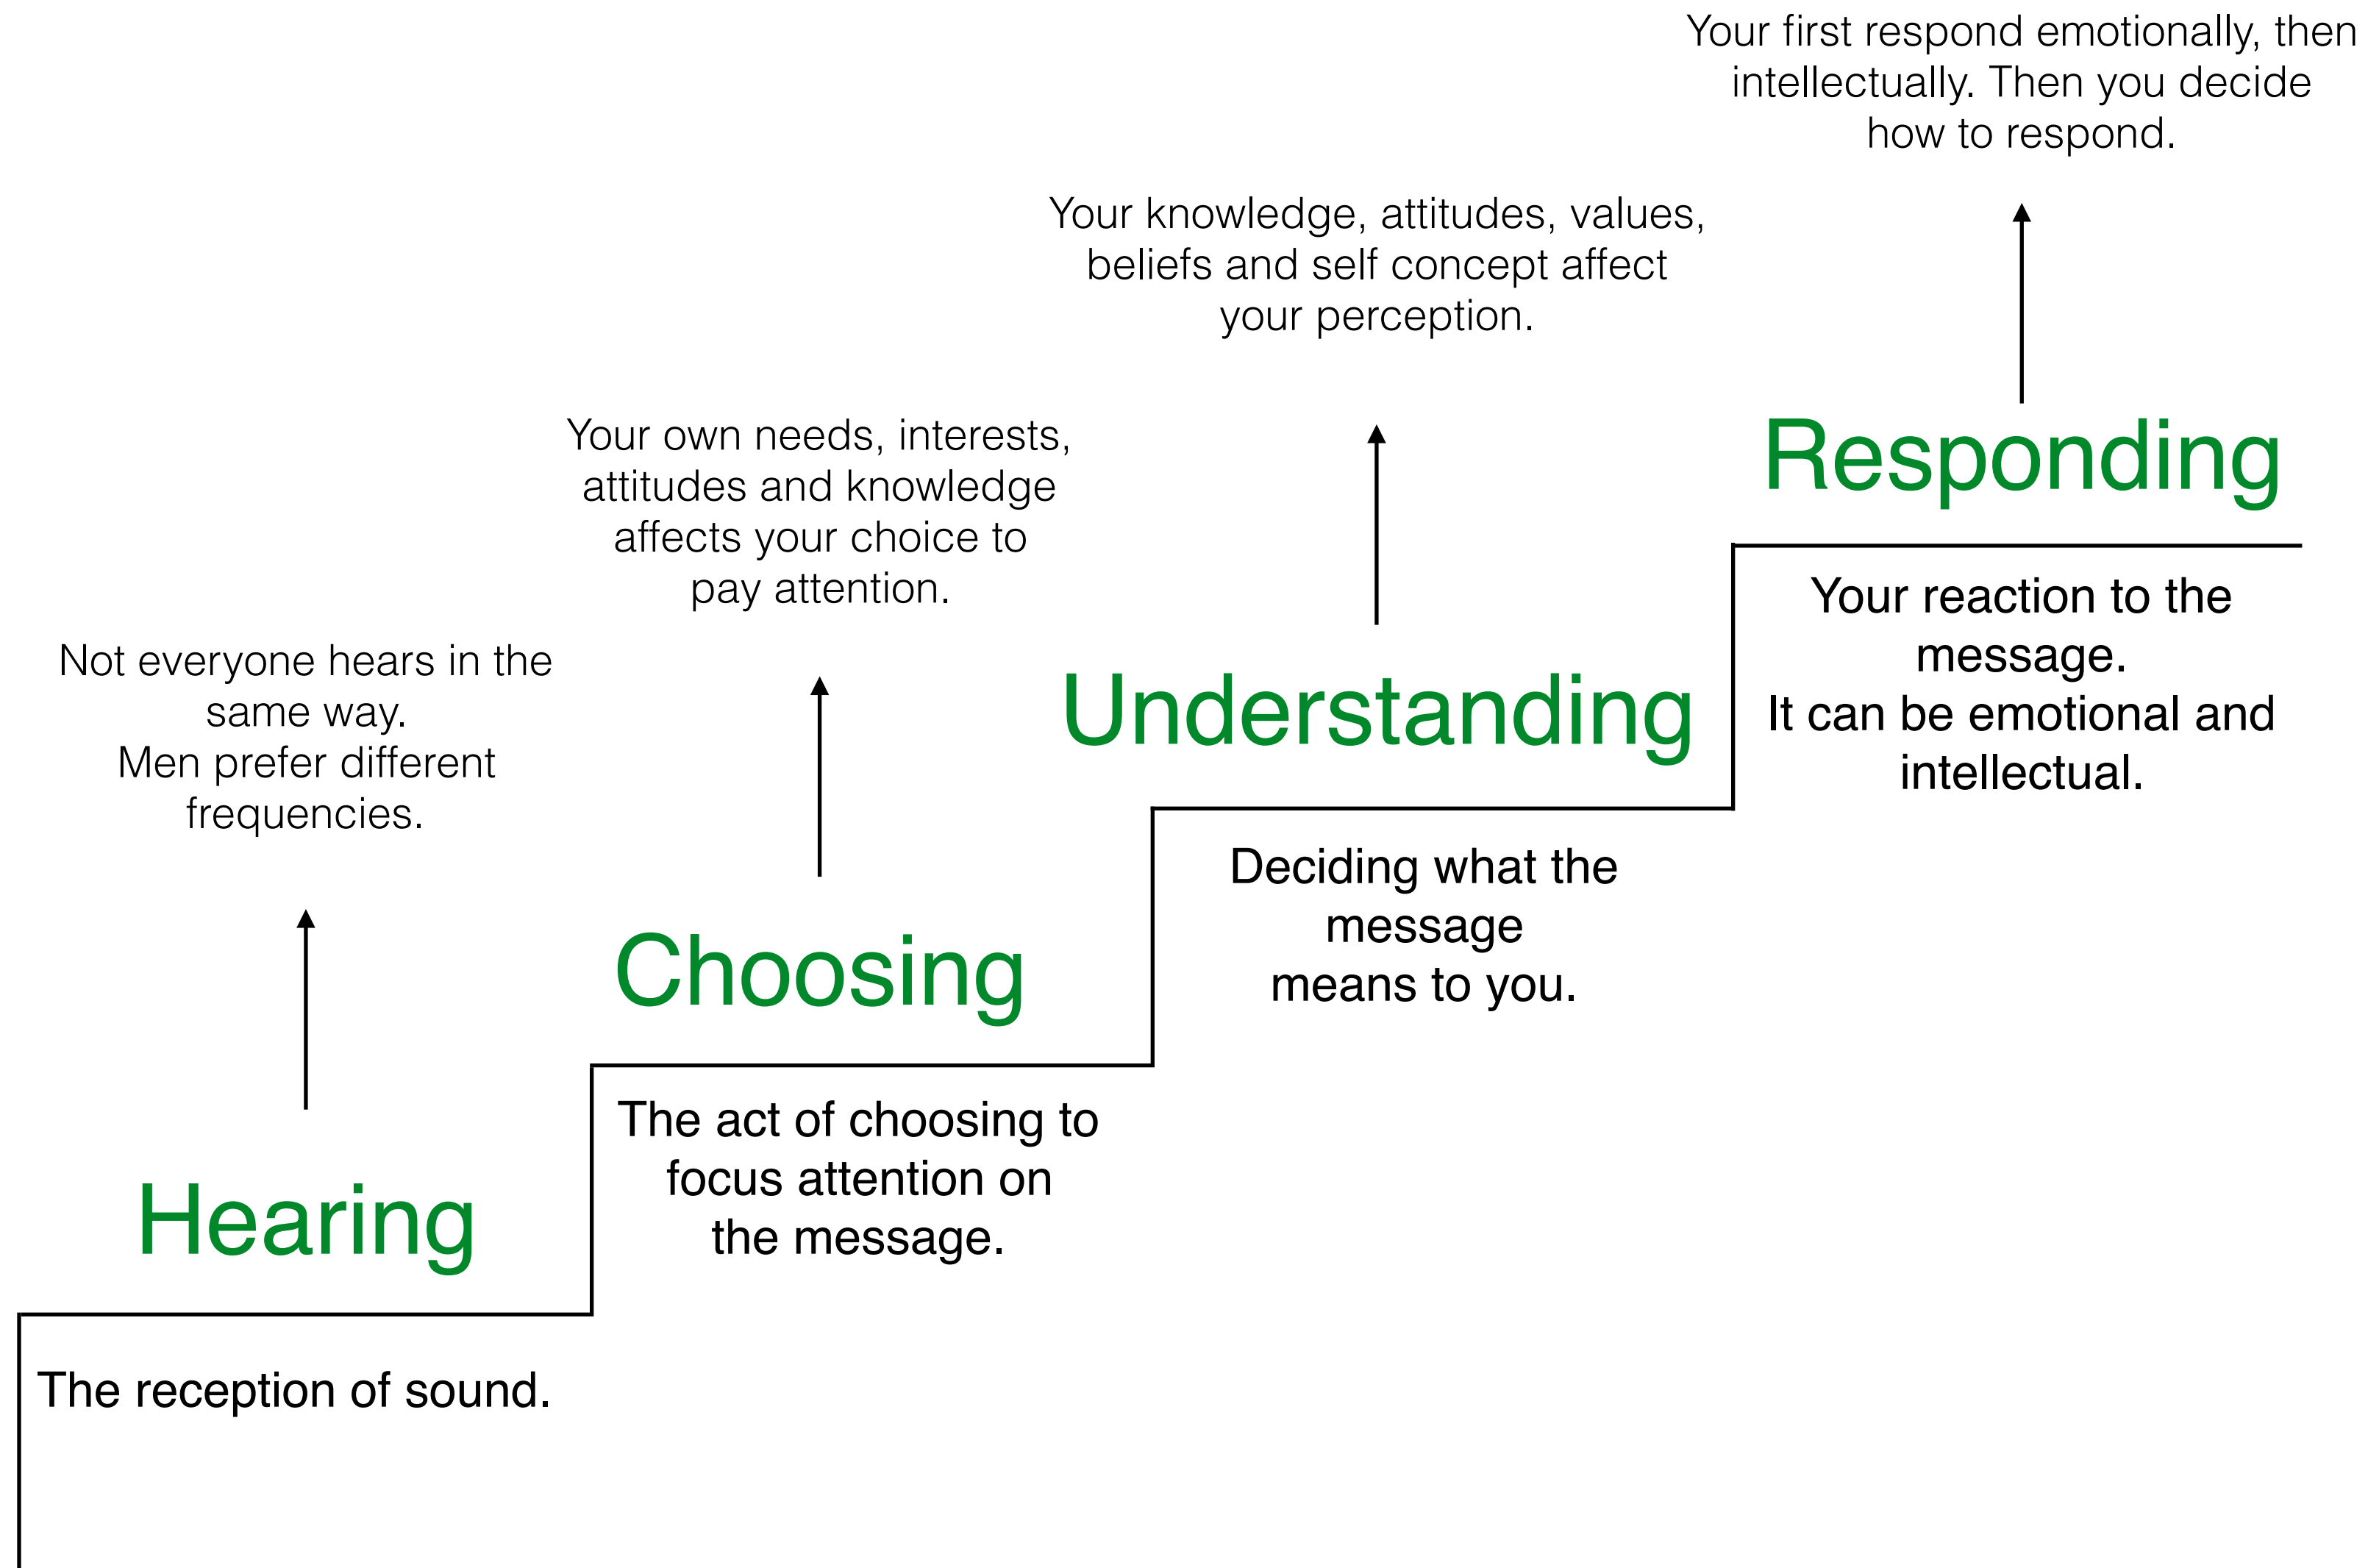 Your first respond emotionally, then
intellectually. Then you decide
how to respond.
Your knowledge, attitudes, values,
beliefs and self concept affect
your perception.
Your own needs, interests,
attitudes and knowledge
affects your choice to
pay attention.
Not everyone hears in the
same way.
Men prefer different
frequencies.
Responding
Your reaction to the
message.
It can be emotional and
intellectual.
Understanding
Deciding what the
message
means to you.
Choosing
The act of choosing to
focus attention on
the message.
Hearing
The reception of sound.